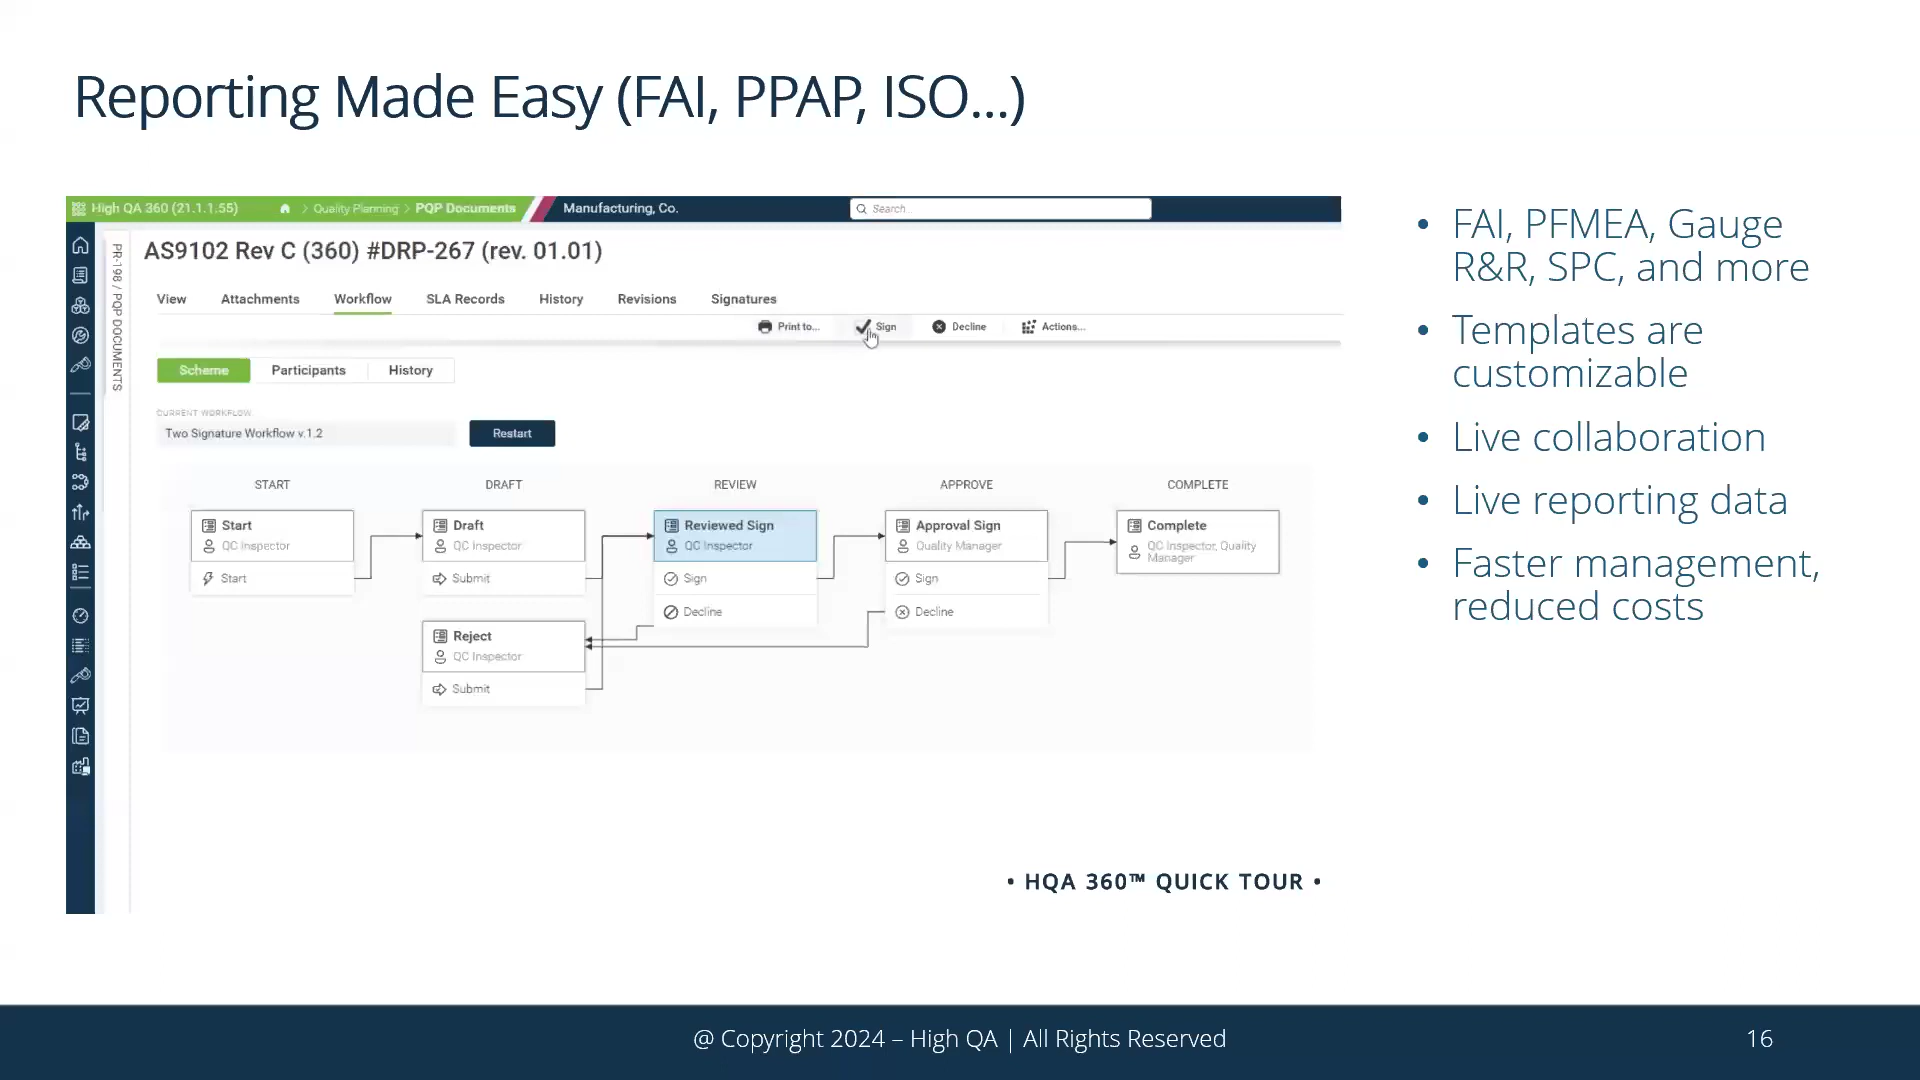 Reporting Made Easy (FAI, PPAP, ISO...)
High QA 360 (21.1.1.55)
> Quality Planning > PQP Documents
Manufacturing, Co.
Search...
PR-198 / PQP DOCUMENTS
AS9102 Rev C (360) #DRP-267 (rev. 01.01)
View Attachments Workflow SLA Records History Revisions Signatures
Print to... Sign Decline Actions...
Scheme Participants History
CURRENT WORKFLOW
Two Signature Workflow v.1.2
Restart
START DRAFT REVIEW APPROVE COMPLETE
Start
QC Inspector
Start
Draft
QC Inspector
Submit
Reject
QC Inspector
Submit
Reviewed Sign
QC Inspector
Sign
Decline
Approval Sign
Quality Manager
Sign
Decline
Complete
QC Inspector, Quality
Manager
• HQA 360™ QUICK TOUR •
• FAI, PFMEA, Gauge
R&R, SPC, and more
• Templates are
customizable
• Live collaboration
• Live reporting data
• Faster management,
reduced costs
@ Copyright 2024 – High QA | All Rights Reserved
16